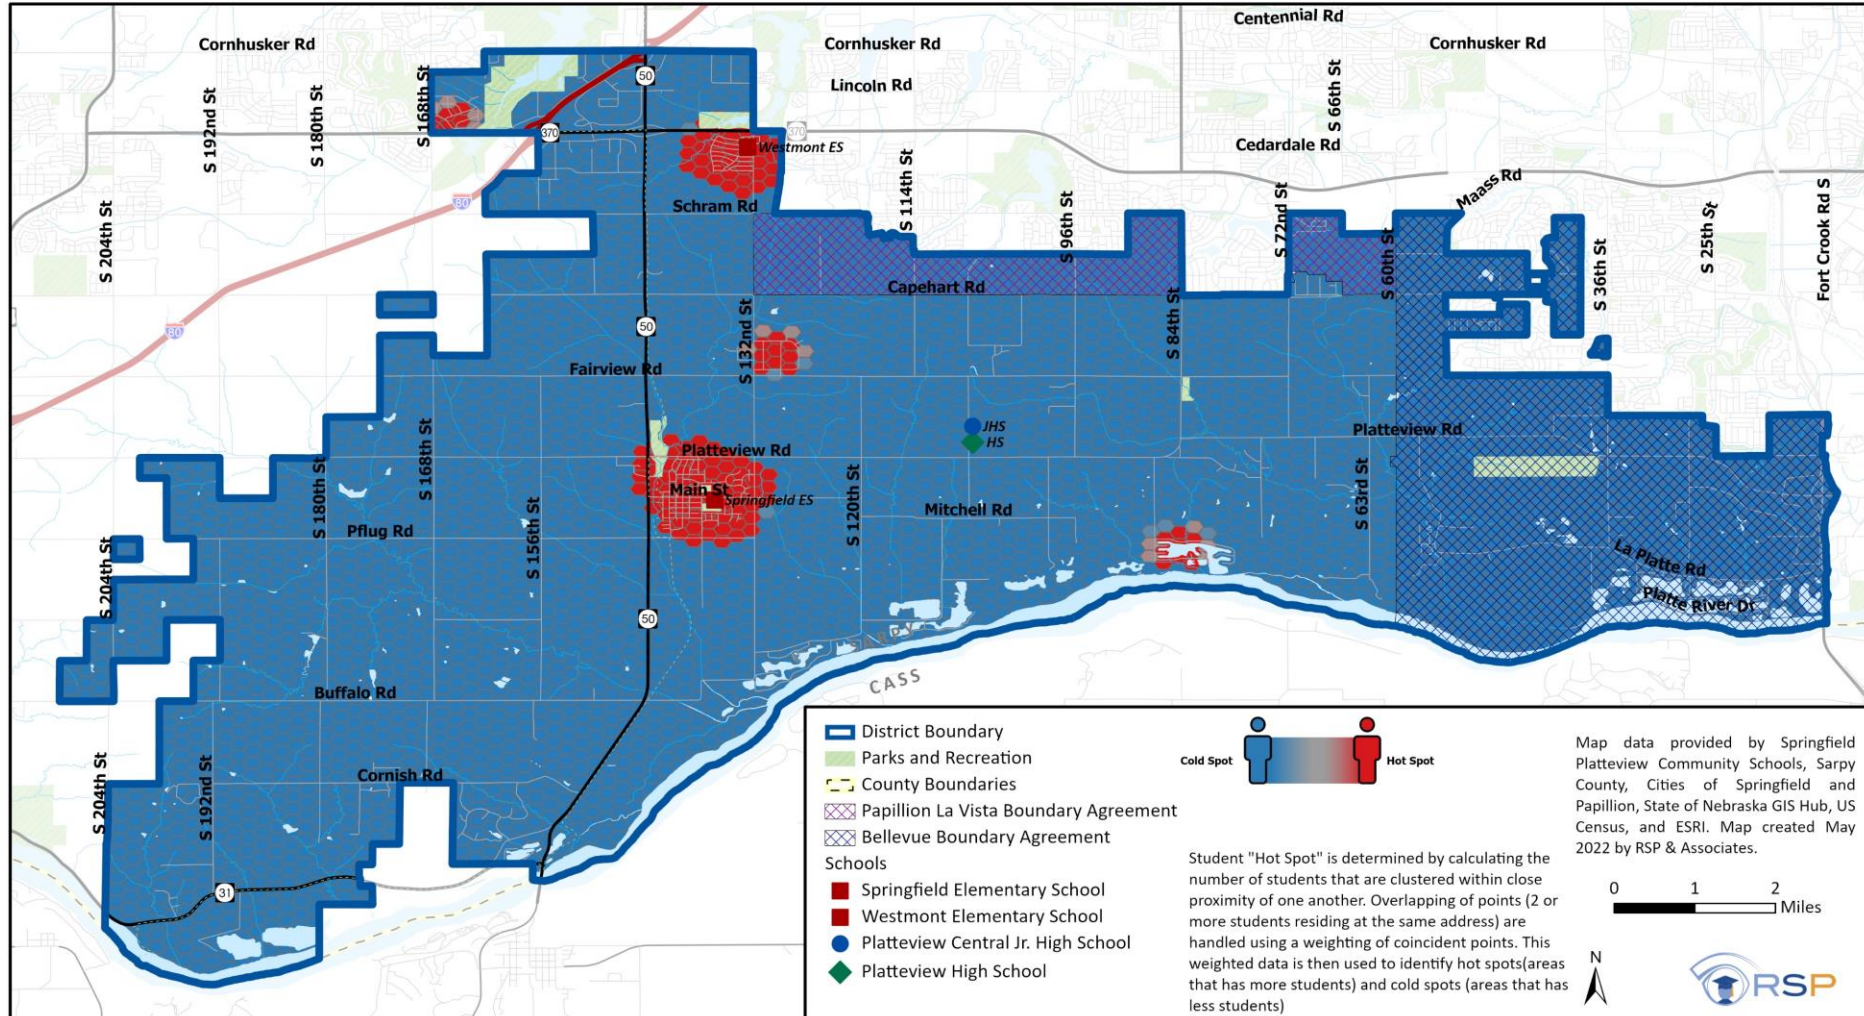 Centennial Rd
Cornhusker Rd
Cornhusker Rd
Cornhusker Rd
Lincoln Rd
Cedardale Rd
S 192nd St
S 180th St
S 168th St
S 66th St
50
370
370
Westmont ES
Maass Rd
Schram Rd
80
80
S 204th St
S 114th St
S 96th St
S 72nd St
S 60th St
S 36th St
S 25th St
Fort Crook Rd S
Capehart Rd
50
S 132nd St
S 84th St
Fairview Rd
JHS
HS
Platteview Rd
Platteview Rd
S 168th St
S 180th St
Main St
Springfield ES
Mitchell Rd
S 120th St
S 63rd St
S 156th St
Pflug Rd
S 204th St
La Platte Rd
Platte River Dr
50
SARPY
CASS
Buffalo Rd
Cornish Rd
S 204th St
S 192nd St
31
District Boundary
Parks and Recreation
County Boundaries
Papillion La Vista Boundary Agreement
Bellevue Boundary Agreement
Schools
Springfield Elementary School
Westmont Elementary School
Platteview Central Jr. High School
Platteview High School
Cold Spot
Hot Spot
Student "Hot Spot" is determined by calculating the
number of students that are clustered within close
proximity of one another. Overlapping of points (2 or
more students residing at the same address) are
handled using a weighting of coincident points. This
weighted data is then used to identify hot spots(areas
that has more students) and cold spots (areas that has
less students)
Map data provided by Springfield
Platteview Community Schools, Sarpy
County, Cities of Springfield and
Papillion, State of Nebraska GIS Hub, US
Census, and ESRI. Map created May
2022 by RSP & Associates.
0 1 2
Miles
N
RSP